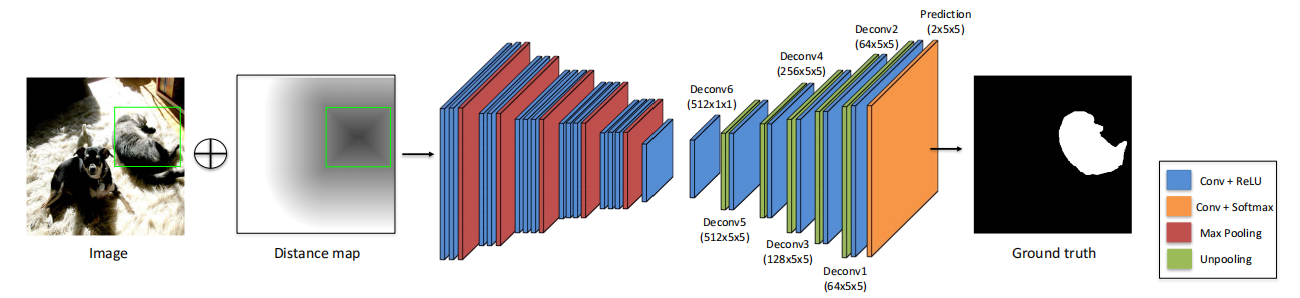 Image
Distance map
Deconv6
(512x1x1)
Deconv5
(512x5x5)
Deconv4
(256x5x5)
Deconv3
(128x5x5)
Deconv2
(64x5x5)
Deconv1
(64x5x5)
Prediction
(2x5x5)
Ground truth
Conv + ReLU
Conv + Softmax
Max Pooling
Unpooling